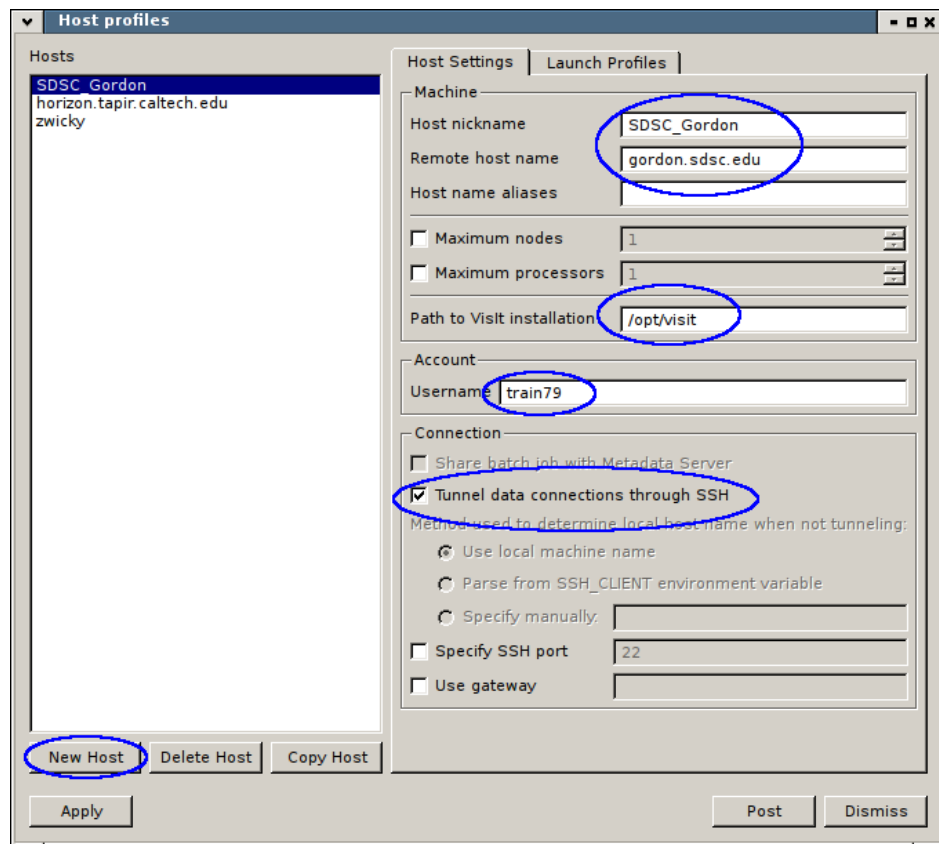 Host profiles
Hosts
SDSC_Gordon
horizon.tapir.caltech.edu
zwicky
New Host
Delete Host
Copy Host
Host Settings
Launch Profiles
Machine
Host nickname SDSC_Gordon
Remote host name gordon.sdsc.edu
Host name aliases
Maximum nodes 1
Maximum processors 1
Path to VisIt installation /opt/visit
Account
Username train79
Connection
Share batch job with Metadata Server
Tunnel data connections through SSH
Method used to determine local host name when not tunneling:
Use local machine name
Parse from SSH_CLIENT environment variable
Specify manually:
Specify SSH port 22
Use gateway
Apply
Post
Dismiss